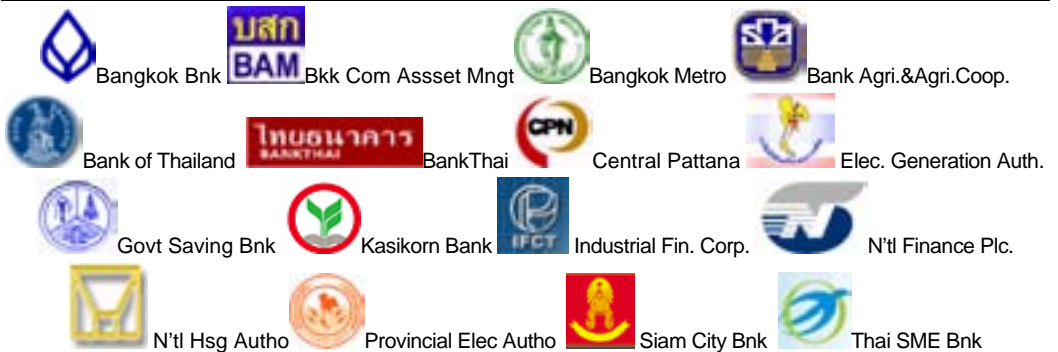 Bangkok Bnk บสก BAM Bkk Com Assset Mngt Bangkok Metro Bank Agri.&Agri.Coop.
Bank of Thailand ไทยธนาคาร BANKTHAI BankThai CPN Central Pattana Elec. Generation Auth.
Govt Saving Bnk Kasikorn Bank IFCT Industrial Fin. Corp. N'tl Finance Plc.
N'tl Hsg Autho Provincial Elec Autho Siam City Bnk Thai SME Bnk